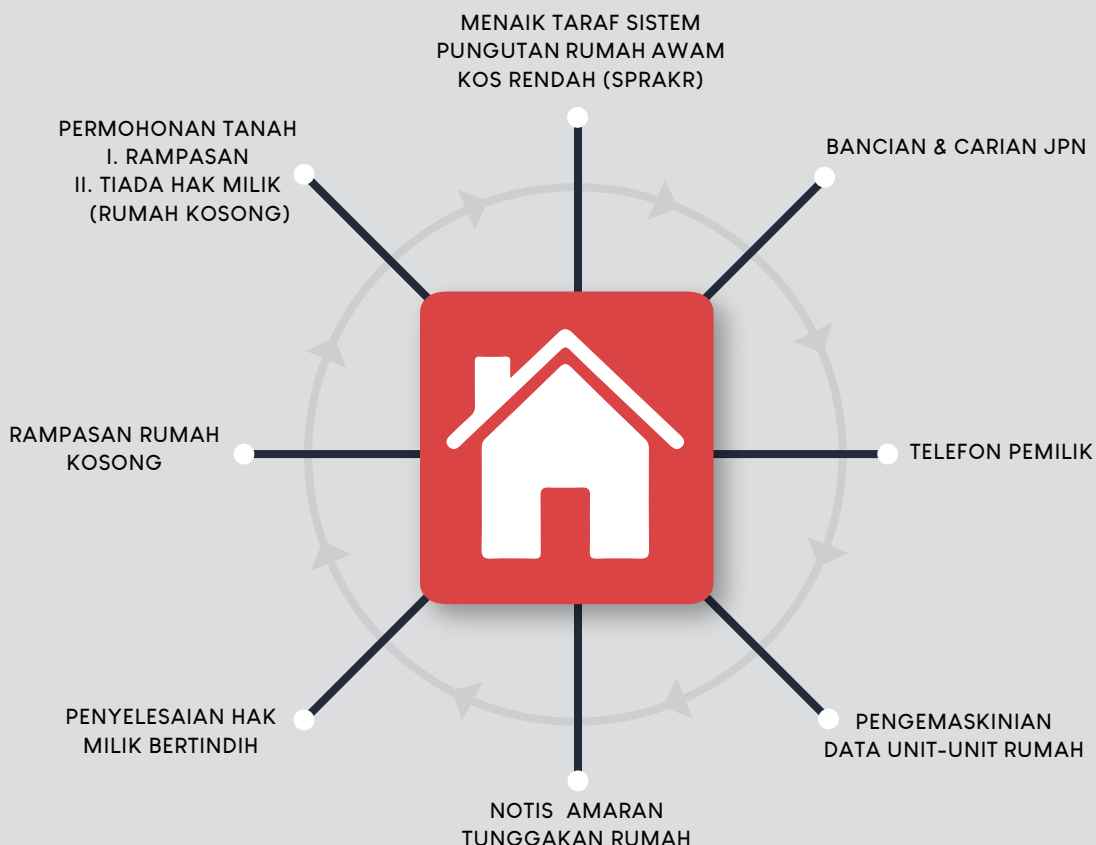 MENAIK TARAF SISTEM
PUNGUTAN RUMAH AWAM
KOS RENDAH (SPRAKR)
BANCIAN & CARIAN JPN
TELEFON PEMILIK
PENGEMASKINIAN
DATA UNIT-UNIT RUMAH
NOTIS AMARAN
TUNGGAKAN RUMAH
PENYELESAIAN HAK
MILIK BERTINDIH
RAMPASAN RUMAH
KOSONG
PERMOHONAN TANAH
I. RAMPASAN
II. TIADA HAK MILIK
(RUMAH KOSONG)